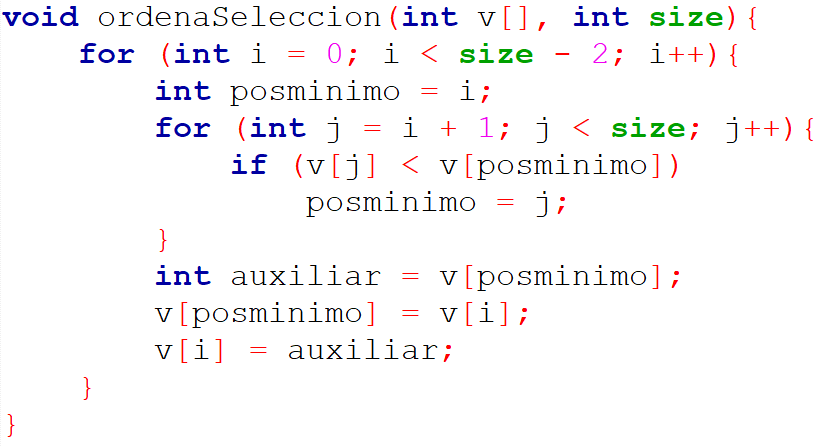 void ordenaSeleccion(int v[], int size){
    for (int i = 0; i < size - 2; i++){
        int posminimo = i;
        for (int j = i + 1; j < size; j++){
            if (v[j] < v[posminimo])
                posminimo = j;
        }
        int auxiliar = v[posminimo];
        v[posminimo] = v[i];
        v[i] = auxiliar;
    }
}